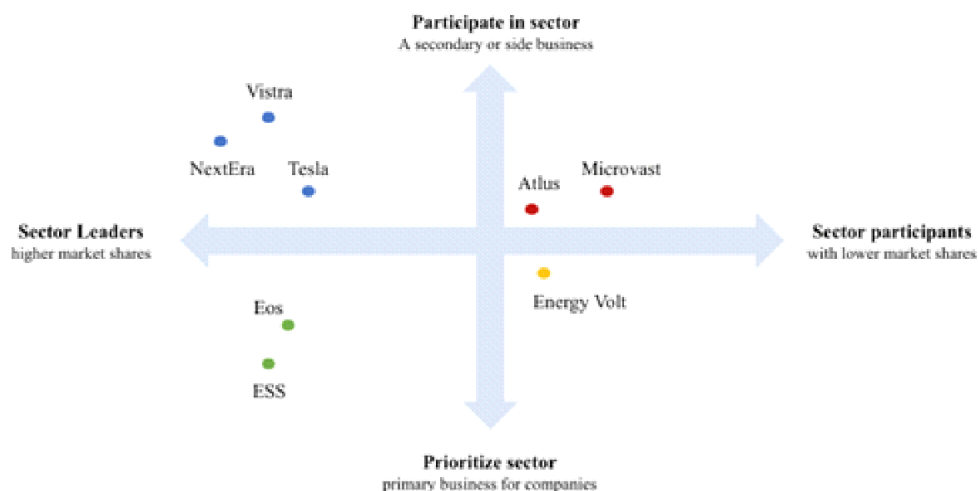 Participate in sector
A secondary or side business
Vistra
NextEra
Tesla
Atlus
Microvast
Sector Leaders
higher market shares
Sector participants
with lower market shares
Energy Volt
Eos
ESS
Prioritize sector
primary business for companies